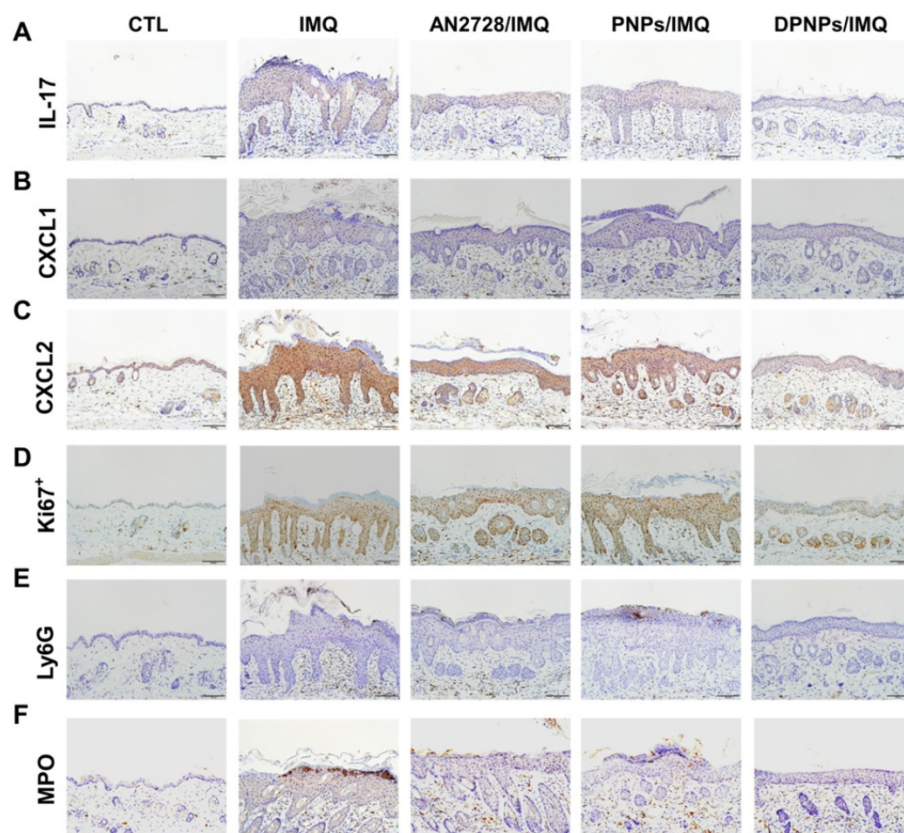 CTL IMQ AN2728/IMQ PNPs/IMQ DPNPs/IMQ
A IL-17
B CXCL1
C CXCL2
D Ki67⁺
E Ly6G
F MPO